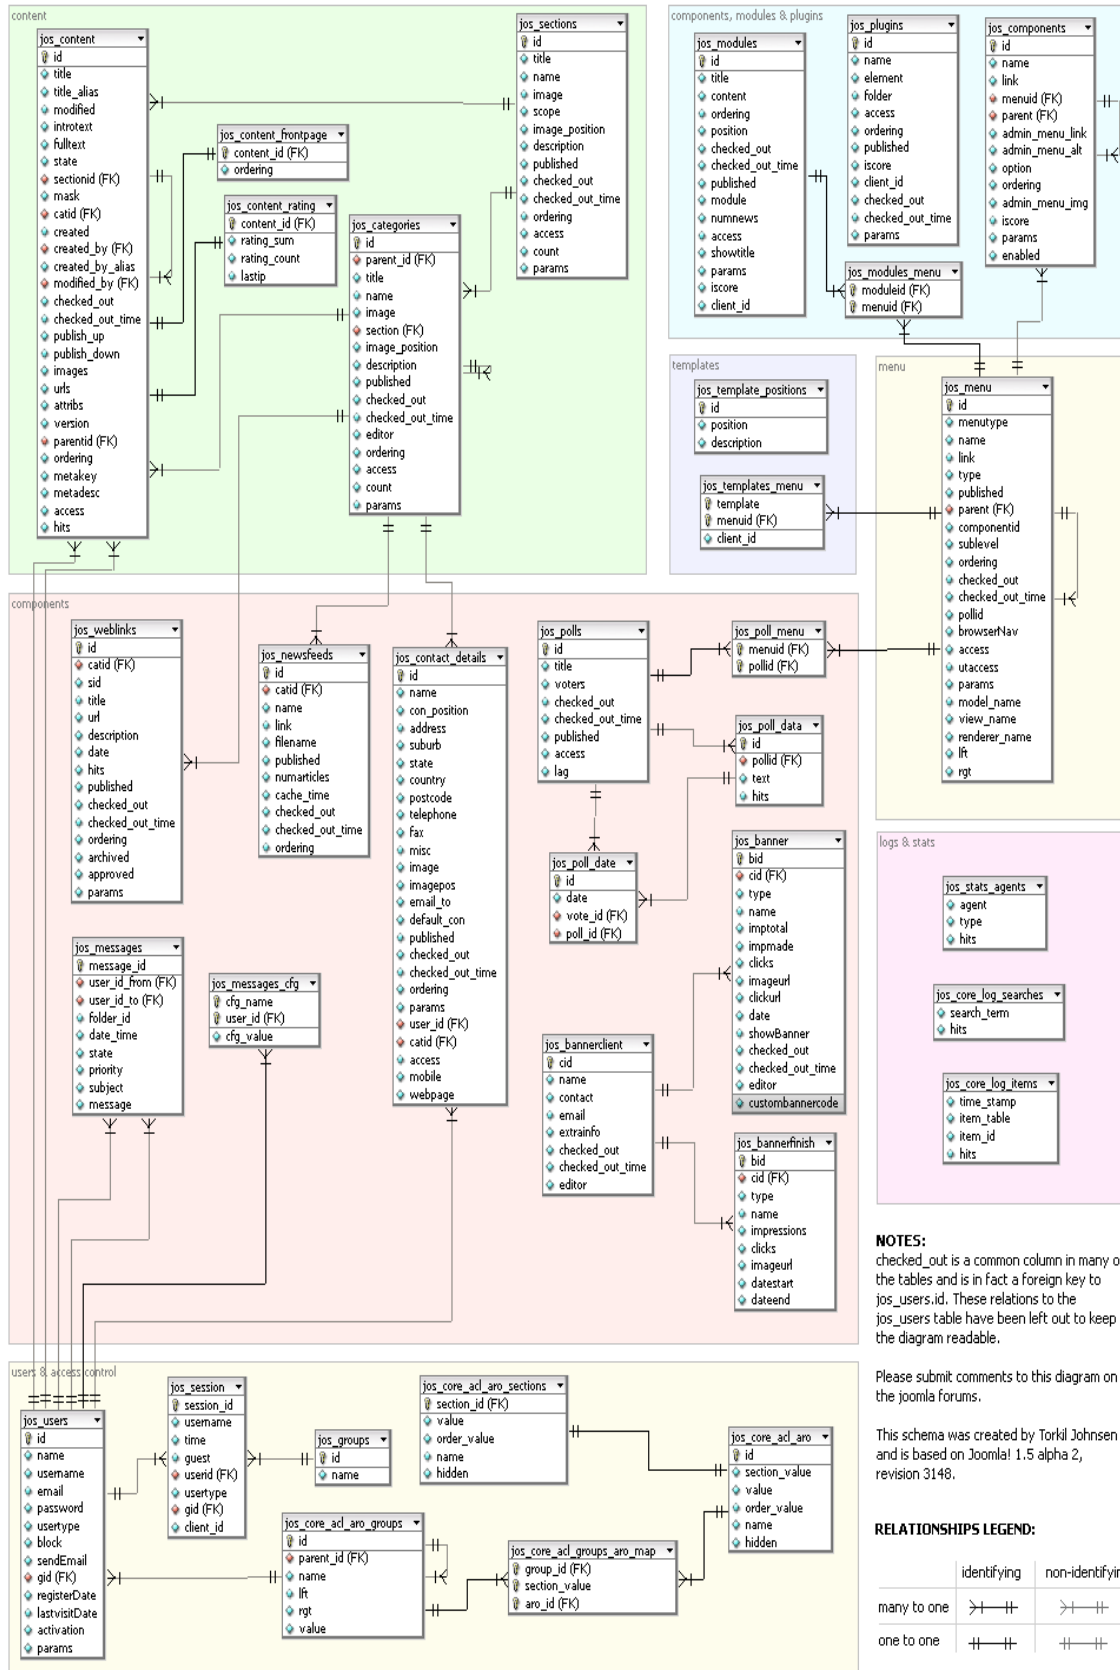 content
jos_content
id
title
title_alias
modified
introtext
fulltext
state
sectionid (FK)
mask
catid (FK)
created
created_by (FK)
created_by_alias
modified_by (FK)
checked_out
checked_out_time
publish_up
publish_down
images
urls
attribs
version
parentid (FK)
ordering
metakey
metadesc
access
hits
jos_content_frontpage
content_id (FK)
ordering
jos_content_rating
content_id (FK)
rating_sum
rating_count
lastip
jos_categories
id
parent_id (FK)
title
name
image
section (FK)
image_position
description
published
checked_out
checked_out_time
editor
ordering
access
count
params
jos_sections
id
title
name
image
scope
image_position
description
published
checked_out
checked_out_time
ordering
access
count
params
components, modules & plugins
jos_modules
id
title
content
ordering
position
checked_out
checked_out_time
published
module
numnews
access
showtitle
params
iscore
client_id
jos_plugins
id
name
element
folder
access
ordering
published
iscore
client_id
checked_out
checked_out_time
params
jos_modules_menu
moduleid (FK)
menuid (FK)
jos_components
id
name
link
menuid (FK)
parent (FK)
admin_menu_link
admin_menu_alt
option
ordering
admin_menu_img
iscore
params
enabled
templates
jos_template_positions
id
position
description
jos_templates_menu
template
menuid (FK)
client_id
menu
jos_menu
id
menutype
name
link
type
published
parent (FK)
componentid
sublevel
ordering
checked_out
checked_out_time
pollid
browserNav
access
utaccess
params
model_name
view_name
renderer_name
lft
rgt
components
jos_weblinks
id
catid (FK)
sid
title
url
description
date
hits
published
checked_out
checked_out_time
ordering
archived
approved
params
jos_newsfeeds
id
catid (FK)
name
link
filename
published
numarticles
cache_time
checked_out
checked_out_time
ordering
jos_contact_details
id
name
con_position
address
suburb
state
country
postcode
telephone
fax
misc
image
imagepos
email_to
default_con
published
checked_out
checked_out_time
ordering
params
user_id (FK)
catid (FK)
access
mobile
webpage
jos_polls
id
title
voters
checked_out
checked_out_time
published
access
lag
jos_poll_menu
menuid (FK)
pollid (FK)
jos_poll_data
id
pollid (FK)
text
hits
jos_poll_date
id
date
vote_id (FK)
poll_id (FK)
jos_banner
bid
cid (FK)
type
name
imptotal
impmade
clicks
imageurl
clickurl
date
showBanner
checked_out
checked_out_time
editor
custombannercode
jos_messages
message_id
user_id_from (FK)
user_id_to (FK)
folder_id
date_time
state
priority
subject
message
jos_messages_cfg
cfg_name
user_id (FK)
cfg_value
jos_bannerclient
cid
name
contact
email
extrainfo
checked_out
checked_out_time
editor
jos_bannerfinish
bid
cid (FK)
type
name
impressions
clicks
imageurl
datestart
dateend
logs & stats
jos_stats_agents
agent
type
hits
jos_core_log_searches
search_term
hits
jos_core_log_items
time_stamp
item_table
item_id
hits
NOTES:
checked_out is a common column in many o
the tables and is in fact a foreign key to
jos_users.id. These relations to the
jos_users table have been left out to keep
the diagram readable.
Please submit comments to this diagram on
the joomla forums.
This schema was created by Torkil Johnsen
and is based on Joomla! 1.5 alpha 2,
revision 3148.
RELATIONSHIPS LEGEND:
identifying non-identifyin
many to one
one to one
users & access control
jos_users
id
name
username
email
password
usertype
block
sendEmail
gid (FK)
registerDate
lastvisitDate
activation
params
jos_session
session_id
username
time
guest
userid (FK)
usertype
gid (FK)
client_id
jos_groups
id
name
jos_core_acl_aro_sections
section_id (FK)
value
order_value
name
hidden
jos_core_acl_aro_groups
id
parent_id (FK)
name
lft
rgt
value
jos_core_acl_groups_aro_map
group_id (FK)
section_value
aro_id (FK)
jos_core_acl_aro
id
section_value
value
order_value
name
hidden